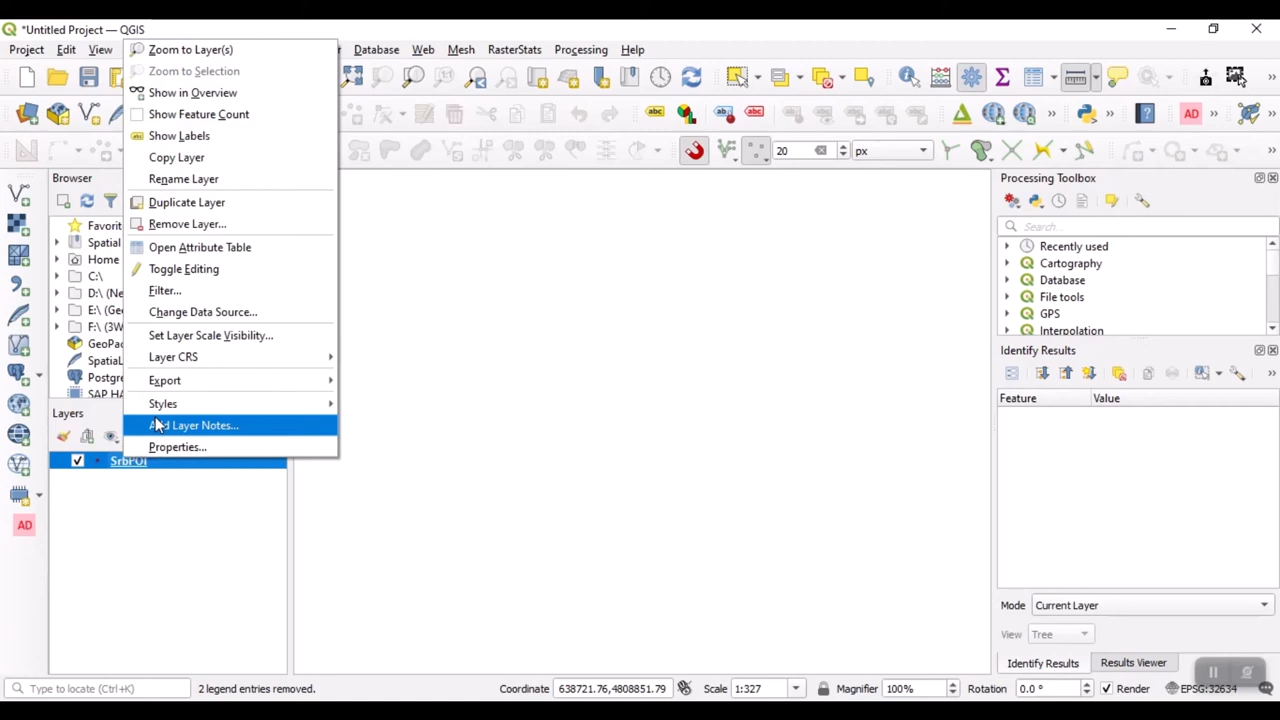 *Untitled Project — QGIS
Project Edit View Database Web Mesh RasterStats Processing Help
Zoom to Layer(s)
Zoom to Selection
Show in Overview
Show Feature Count
Show Labels
Copy Layer
Rename Layer
Duplicate Layer
Remove Layer...
Open Attribute Table
Toggle Editing
Filter...
Change Data Source...
Set Layer Scale Visibility...
Layer CRS
Export
Styles
Layer Notes...
Properties...
abc abc abc AD
20 px
Browser
Favorit
Spatial
Home
C:\
D:\ (Ne
E:\ (Ge
F:\ (3W
GeoPac
SpatiaL
Postgre
SAP HA
Layers
SrbPOI
AD
Processing Toolbox
Search...
Recently used
Cartography
Database
File tools
GPS
Interpolation
Identify Results
Feature Value
Mode Current Layer
View Tree
Identify Results Results Viewer
Type to locate (Ctrl+K) 2 legend entries removed. Coordinate 638721.76,4808851.79 Scale 1:327 Magnifier 100% Rotation 0.0 ° Render EPSG:32634